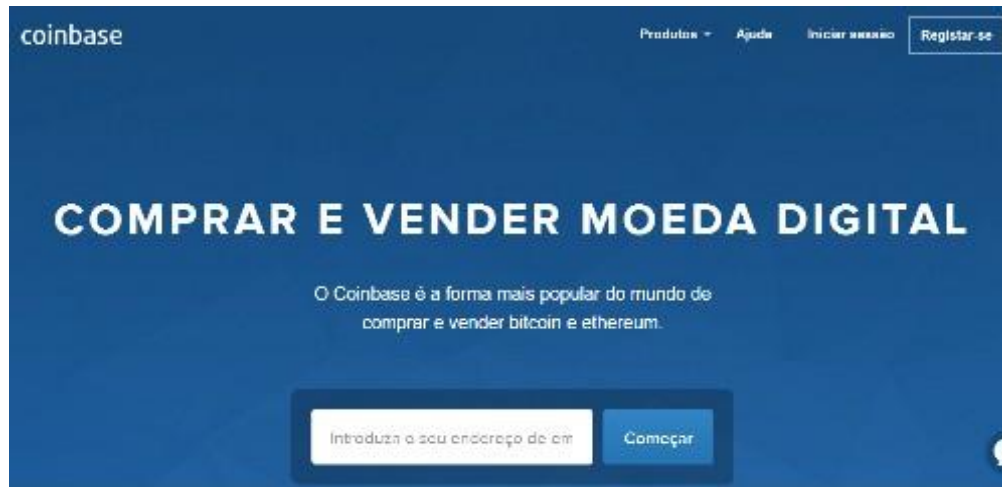 coinbase
Produtos Ajuda Iniciar sessão Registar-se
COMPRAR E VENDER MOEDA DIGITAL
O Coinbase é a forma mais popular do mundo de
comprar e vender bitcoin e ethereum.
Introduza o seu endereço de em
Começar